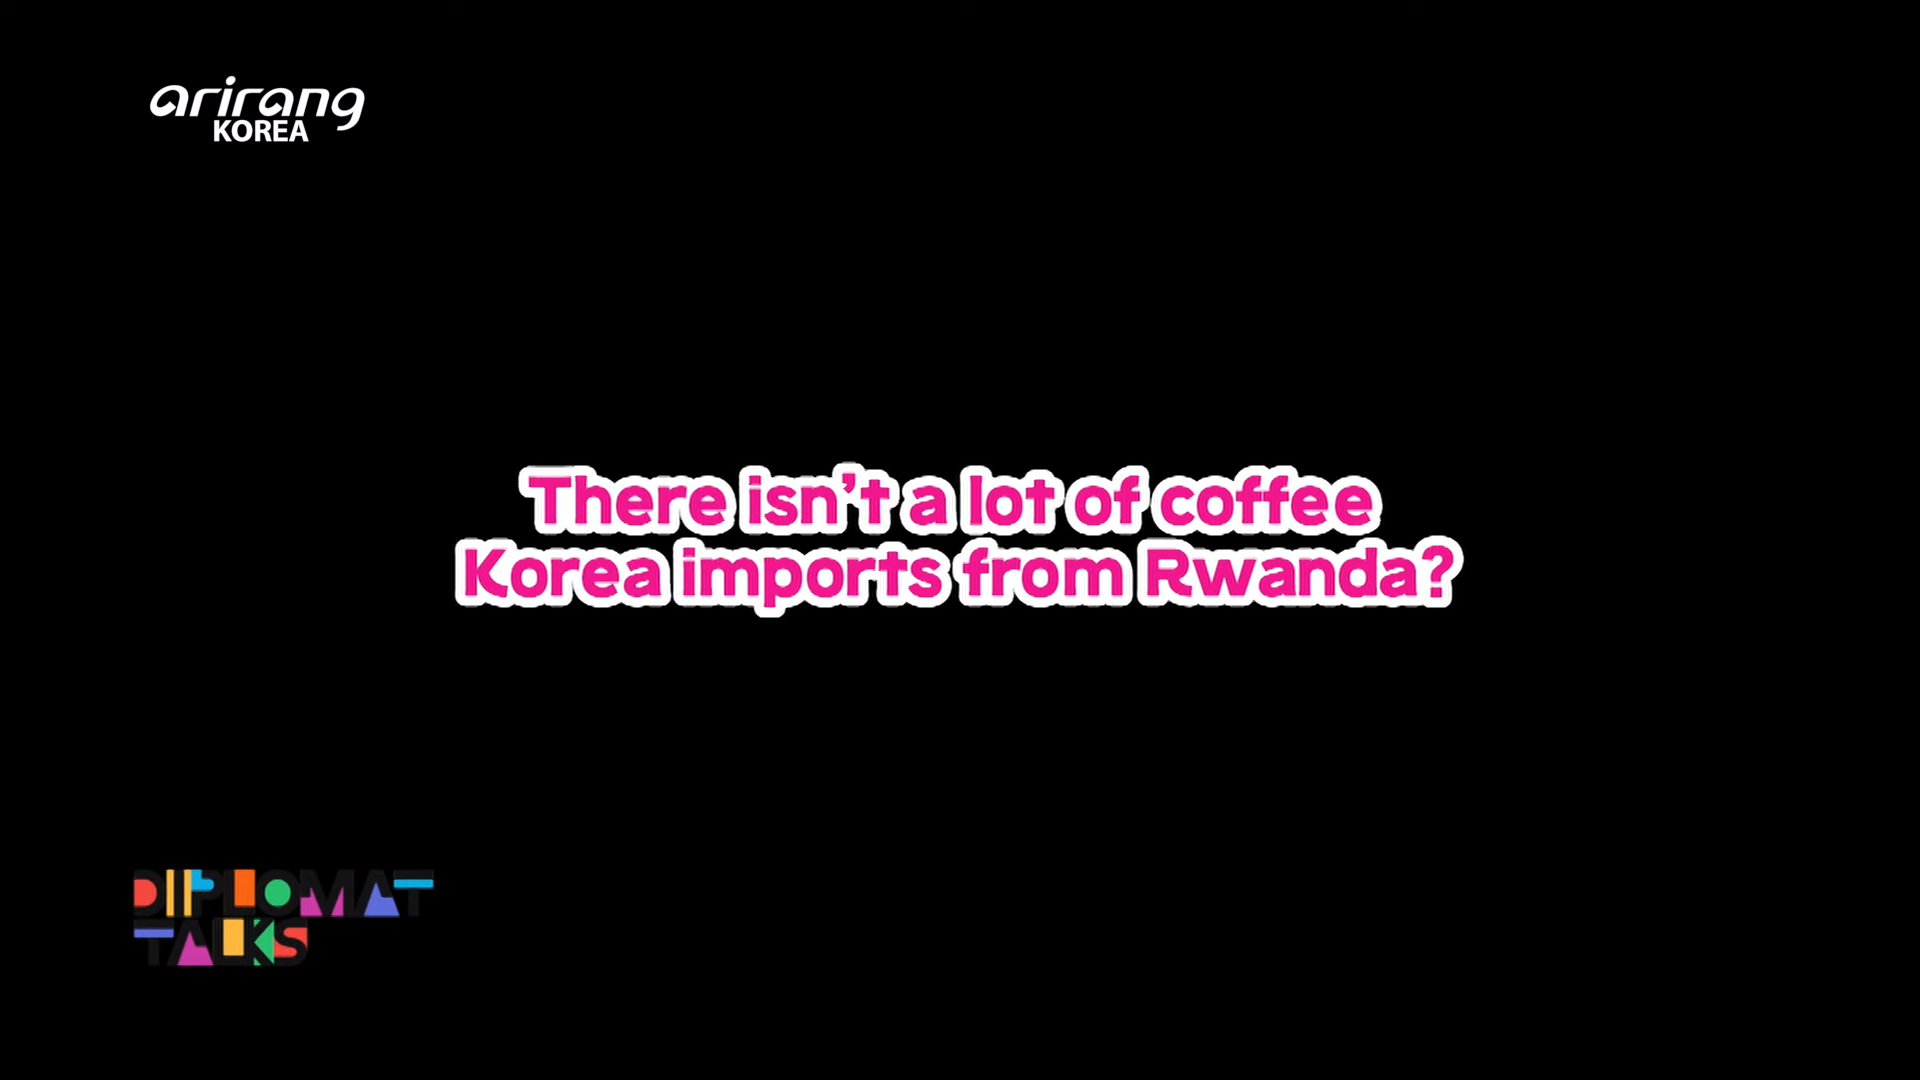 arirang
KOREA
There isn't a lot of coffee
Korea imports from Rwanda?
DIPLOMAT
TALKS